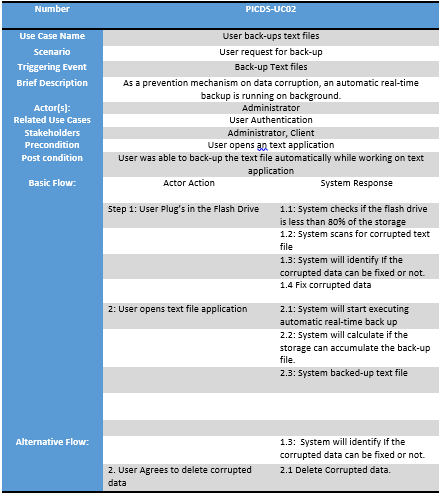 Number PICDS-UC02
Use Case Name User back-ups text files
Scenario User request for back-up
Triggering Event Back-up Text files
Brief Description As a prevention mechanism on data corruption, an automatic real-time
backup is running on background.
Actor(s): Administrator
Related Use Cases User Authentication
Stakeholders Administrator, Client
Precondition User opens an text application
Post condition User was able to back-up the text file automatically while working on text
application
Basic Flow: Actor Action System Response
Step 1: User Plug's in the Flash Drive 1.1: System checks if the flash drive
is less than 80% of the storage
1.2: System scans for corrupted text
file
1.3: System will identify If the
corrupted data can be fixed or not.
1.4 Fix corrupted data
2: User opens text file application 2.1: System will start executing
automatic real-time back up
2.2: System will calculate if the
storage can accumulate the back-up
file.
2.3: System backed-up text file
Alternative Flow: 1.3: System will identify If the
corrupted data can be fixed or not.
2. User Agrees to delete corrupted 2.1 Delete Corrupted data.
data